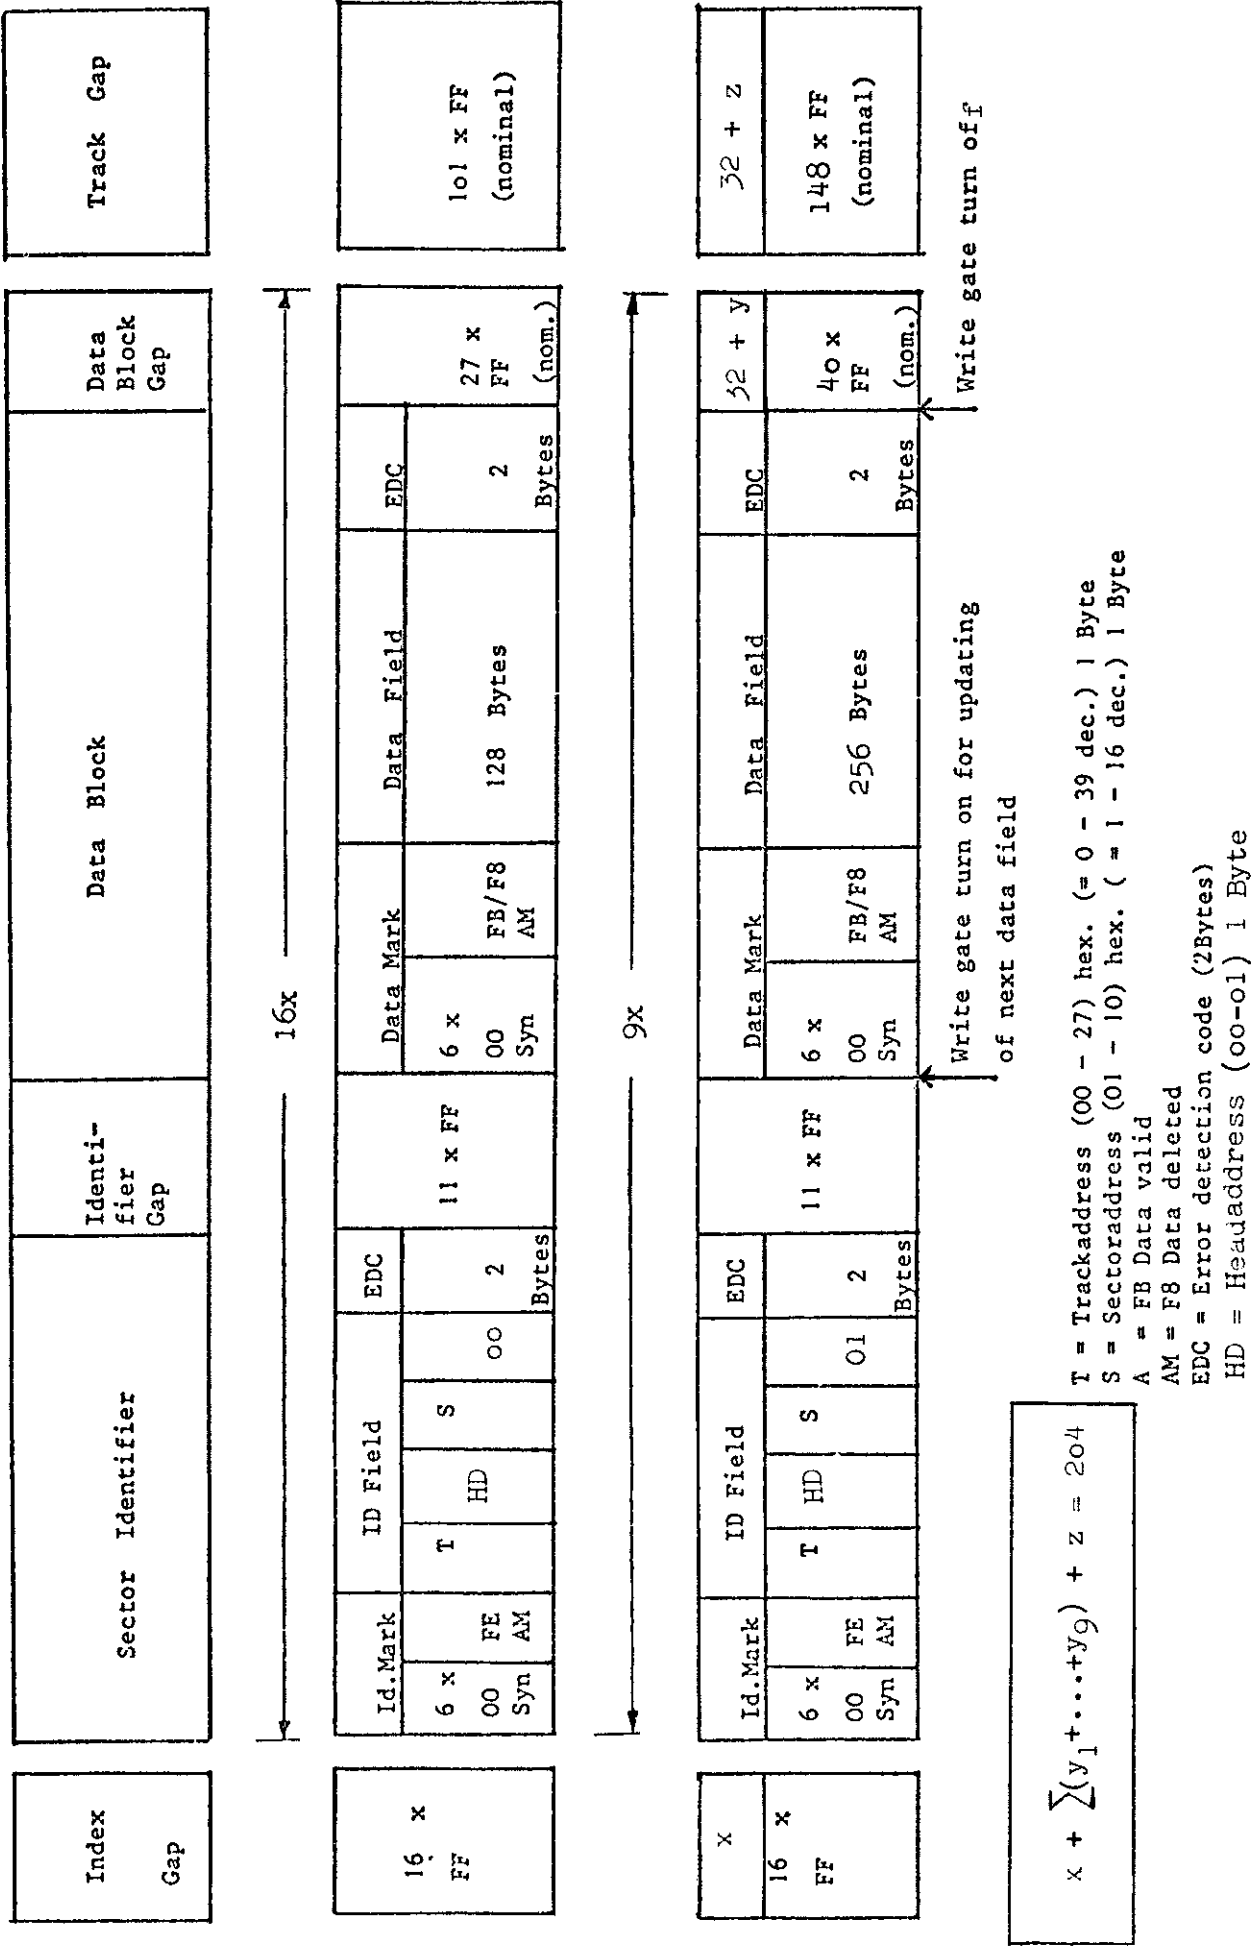 Index
Gap
Sector Identifier
Identi-
fier
Gap
Data Block
Data
Block
Gap
Track Gap
16x
16 x
FF
Id.Mark
ID Field
EDC
6 x
00
Syn
FE
AM
T
HD
S
00
2
Bytes
11 x FF
Data Mark
Data Field
EDC
6 x
00
Syn
FB/F8
AM
128 Bytes
2
Bytes
27 x
FF
(nom.)
1o1 x FF
(nominal)
9x
x
16 x
FF
Id.Mark
ID Field
EDC
6 x
00
Syn
FE
AM
T
HD
S
01
2
Bytes
11 x FF
Data Mark
Data Field
EDC
6 x
00
Syn
FB/F8
AM
256 Bytes
2
Bytes
32 + y
4o x
FF
(nom.)
32 + z
148 x FF
(nominal)
Write gate turn on for updating
of next data field
Write gate turn off
x + ∑(y1+...+y9) + z = 2o4
T = Trackaddress (00 - 27) hex. (= 0 - 39 dec.) 1 Byte
S = Sectoraddress (01 - 10) hex. ( = 1 - 16 dec.) 1 Byte
A = FB Data valid
AM = F8 Data deleted
EDC = Error detection code (2Bytes)
HD = Headaddress (oo-o1) 1 Byte